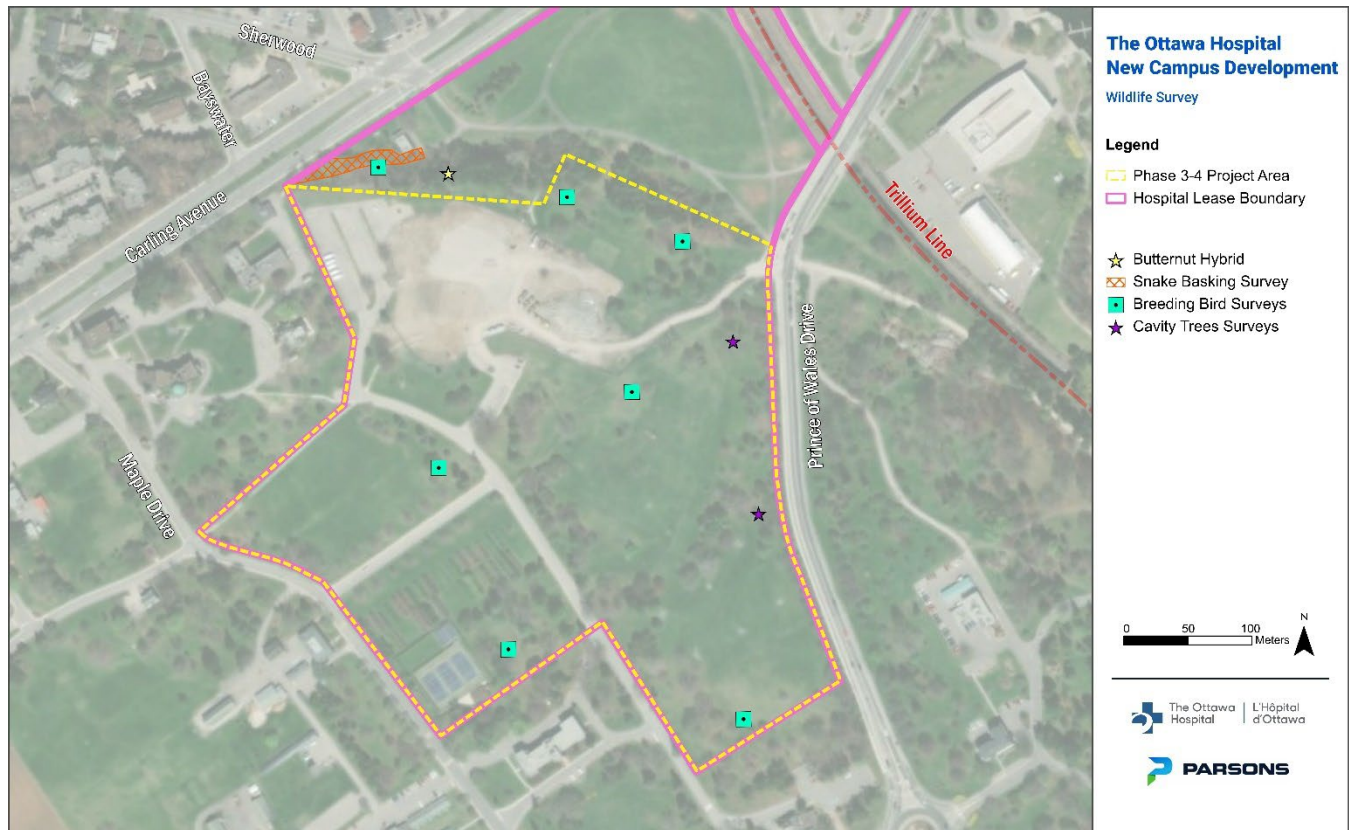 Sherwood
Bayswater
Carling Avenue
Trillium Line
Prince of Wales Drive
Maple Drive
The Ottawa Hospital
New Campus Development
Wildlife Survey
Legend
Phase 3-4 Project Area
Hospital Lease Boundary
Butternut Hybrid
Snake Basking Survey
Breeding Bird Surveys
Cavity Trees Surveys
0 50 100
Meters
N
The Ottawa
Hospital
L'Hôpital
d'Ottawa
PARSONS